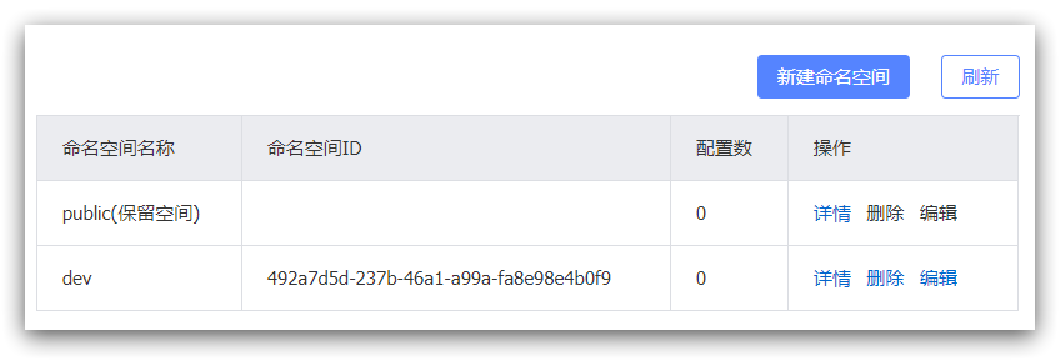 新建命名空间 刷新
命名空间名称 命名空间ID 配置数 操作
public(保留空间) 0 详情 删除 编辑
dev 492a7d5d-237b-46a1-a99a-fa8e98e4b0f9 0 详情 删除 编辑